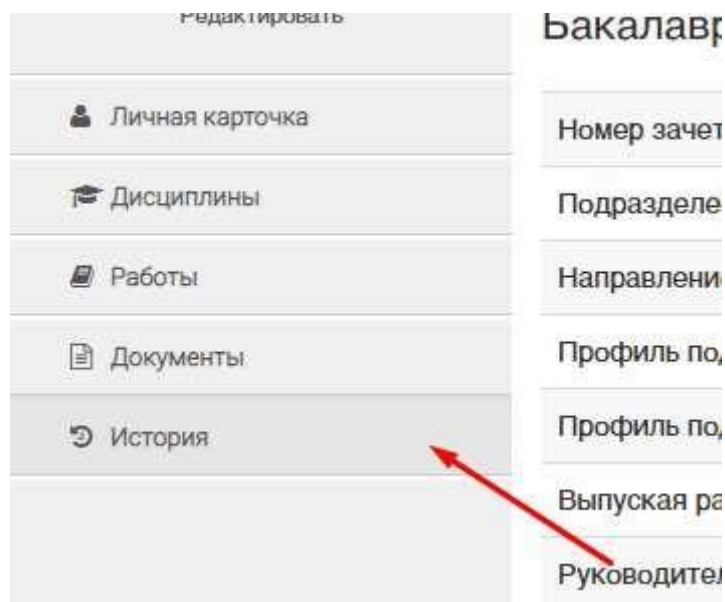 Редактировать
Личная карточка
Дисциплины
Работы
Документы
История
Бакалавр
Номер зачет
Подразделе
Направлени
Профиль по
Профиль по
Выпуская ра
Руководител